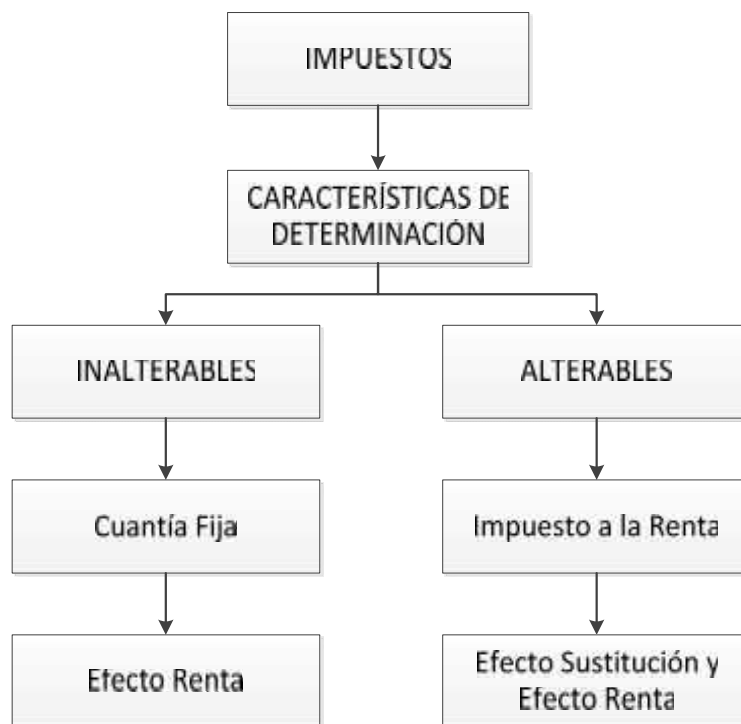 IMPUESTOS
CARACTERÍSTICAS DE
DETERMINACIÓN
INALTERABLES
ALTERABLES
Cuantía Fija
Impuesto a la Renta
Efecto Renta
Efecto Sustitución y
Efecto Renta